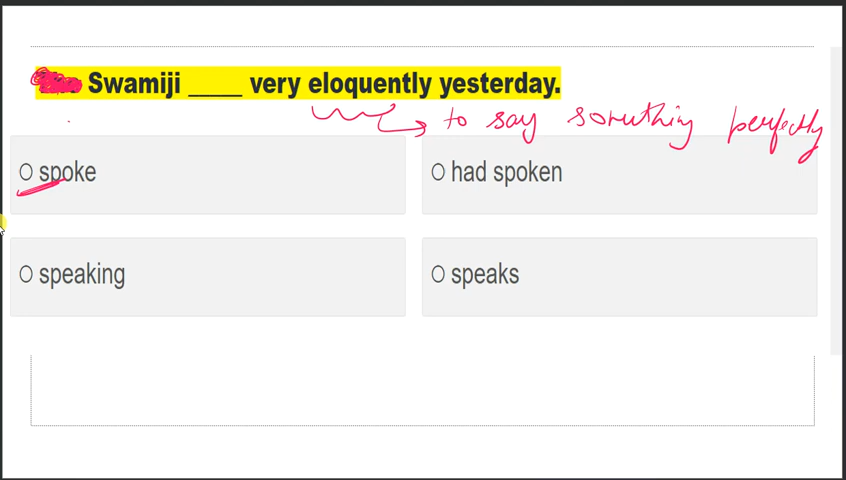 Swamiji ____ very eloquently yesterday.
to say something perfectly
spoke
had spoken
speaking
speaks